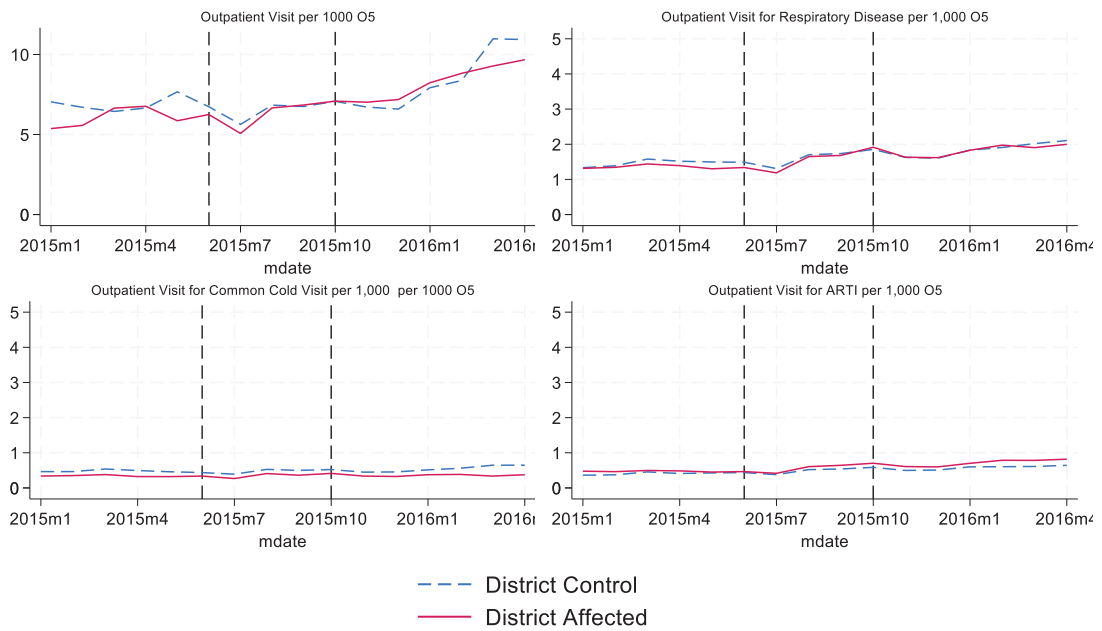 Outpatient Visit per 1000 O5
10
5
0
2015m1 2015m4 2015m7 2015m10 2016m1 2016m
mdate
Outpatient Visit for Respiratory Disease per 1,000 O5
5
4
3
2
1
0
2015m1 2015m4 2015m7 2015m10 2016m1 2016m4
mdate
Outpatient Visit for Common Cold Visit per 1,000  per 1000 O5
5
4
3
2
1
0
2015m1 2015m4 2015m7 2015m10 2016m1 2016m
mdate
Outpatient Visit for ARTI per 1,000 O5
5
4
3
2
1
0
2015m1 2015m4 2015m7 2015m10 2016m1 2016m4
mdate
District Control
District Affected